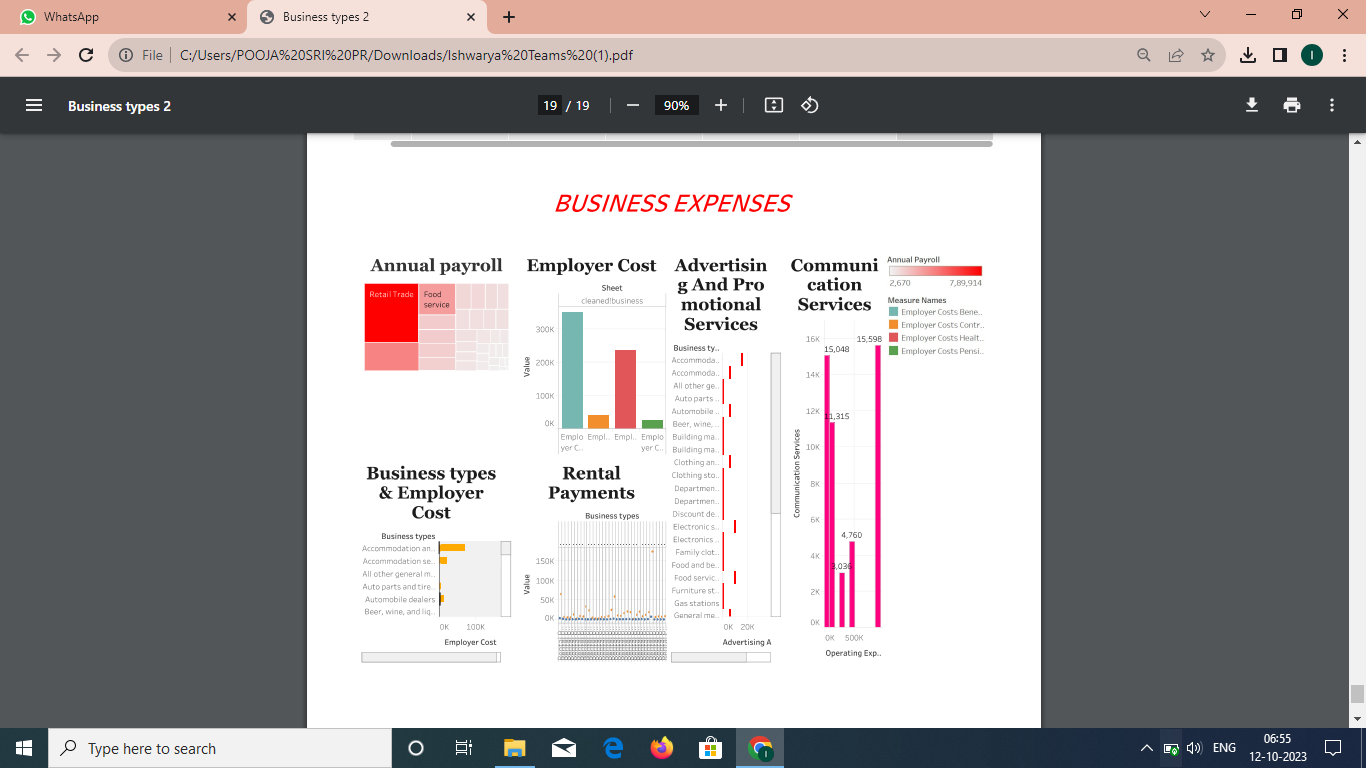 WhatsApp
Business types 2
File
C:/Users/POOJA%20SRI%20PR/Downloads/Ishwarya%20Teams%20(1).pdf
I
Business types 2
19 / 19
90%
BUSINESS EXPENSES
Annual payroll
Retail Trade
Food
service
Employer Cost
Sheet
cleaned!business
Value
300K
200K
100K
0K
Emplo
yer C..
Empl..
Empl..
Emplo
yer C..
Advertisin
g And Pro
motional
Services
Business ty..
Accommoda..
Accommoda..
All other ge..
Auto parts ..
Automobile ..
Beer, wine, ..
Building ma..
Building ma..
Clothing an..
Clothing sto..
Departmen..
Departmen..
Discount de..
Electronic s..
Electronics ..
Family clot..
Food and be..
Food servic..
Furniture st..
Gas stations
General me..
0K 20K
Advertising A
Communi
cation
Services
Communication Services
16K
14K
12K
10K
8K
6K
4K
2K
0K
15,048
15,598
11,315
4,760
3,036
0K 500K
Operating Exp..
Annual Payroll
2,670 7,89,914
Measure Names
Employer Costs Bene..
Employer Costs Contr..
Employer Costs Healt..
Employer Costs Pensi..
Business types
& Employer
Cost
Business types
Accommodation an..
Accommodation se..
All other general m..
Auto parts and tire..
Automobile dealers
Beer, wine, and liq..
0K 100K
Employer Cost
Rental
Payments
Business types
Value
150K
100K
50K
0K
Type here to search
ENG
06:55
12-10-2023